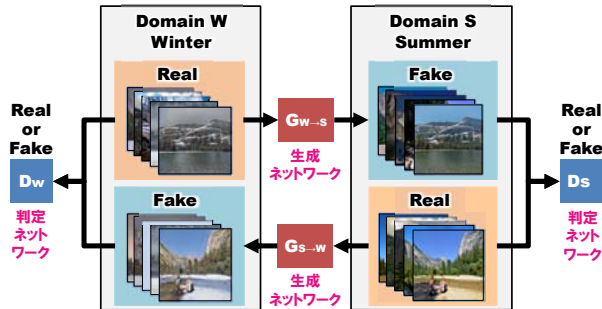 Domain W
Winter
Real
Fake
Real
or
Fake
Dw
判定
ネット
ワーク
Gw→s
生成
ネットワーク
Gs→w
生成
ネットワーク
Domain S
Summer
Fake
Real
Real
or
Fake
Ds
判定
ネット
ワーク